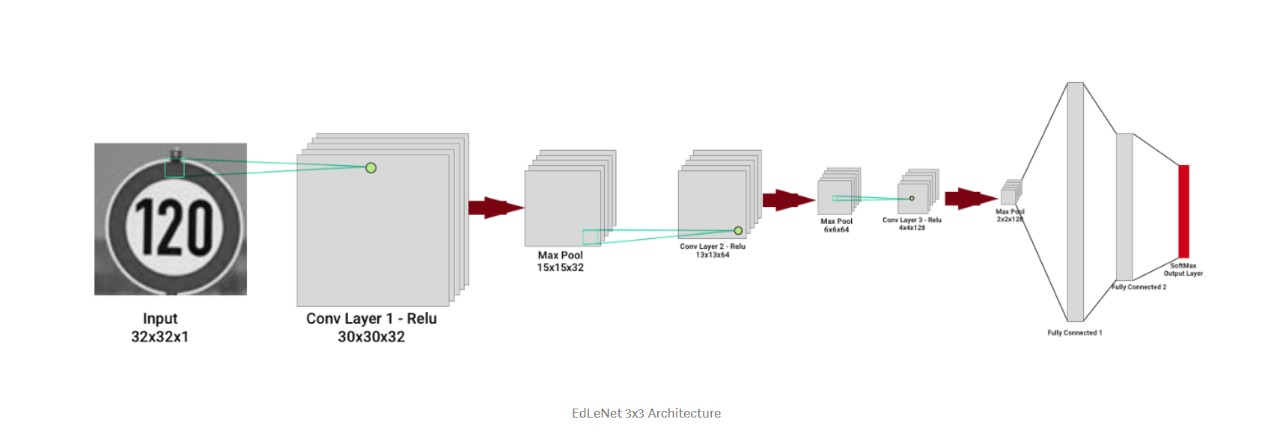 120
Input
32x32x1
Conv Layer 1 - Relu
30x30x32
Max Pool
15x15x32
Conv Layer 2 - Relu
13x13x64
Max Pool
6x6x64
Conv Layer 3 - Relu
4x4x128
Max Pool
2x2x128
Fully Connected 1
Fully Connected 2
SoftMax
Output Layer
EdLeNet 3x3 Architecture